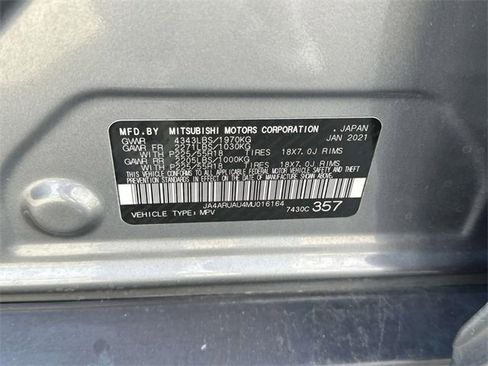 MFD.BY MITSUBISHI MOTORS CORPORATION , JAPAN
GVWR 4343LBS/1970KG JAN 2021
GAWR FR 2271LBS/1030KG
WITH P225/55R18 TIRES 18X7.0J RIMS
GAWR RR 2205LBS/1000KG
WITH P225/55R18 TIRES 18X7.0J RIMS
THIS VEHICLE CONFORMS TO ALL APPLICABLE FEDERAL MOTOR VEHICLE SAFETY AND
THEFT PREVENTION STANDARDS IN EFFECT ON THE DATE OF
MANUFACTURE SHOWN ABOVE.
JA4ARUAU4MU016164 7430C 357
VEHICLE TYPE: MPV